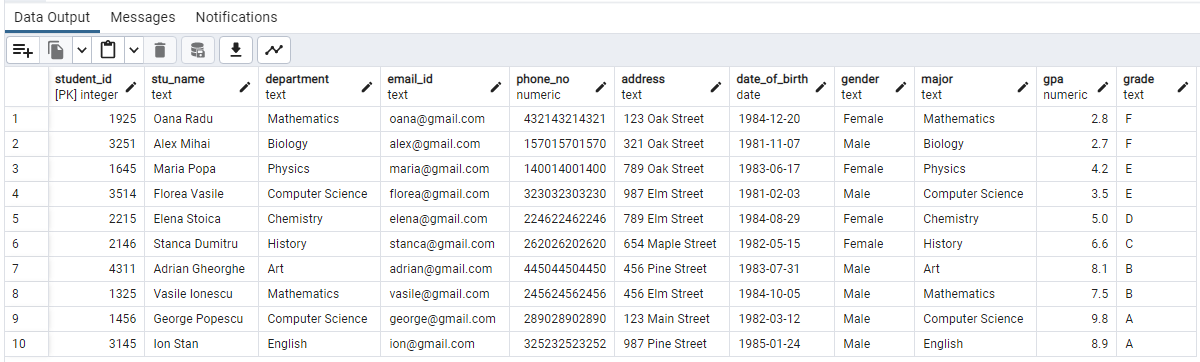 Data Output Messages Notifications
student_id stu_name department email_id phone_no address date_of_birth gender major gpa grade
[PK] integer text text text numeric text date text text numeric text
1 1925 Oana Radu Mathematics oana@gmail.com 432143214321 123 Oak Street 1984-12-20 Female Mathematics 2.8 F
2 3251 Alex Mihai Biology alex@gmail.com 157015701570 321 Oak Street 1981-11-07 Male Biology 2.7 F
3 1645 Maria Popa Physics maria@gmail.com 140014001400 789 Oak Street 1983-06-17 Female Physics 4.2 E
4 3514 Florea Vasile Computer Science florea@gmail.com 323032303230 987 Elm Street 1981-02-03 Male Computer Science 3.5 E
5 2215 Elena Stoica Chemistry elena@gmail.com 224622462246 789 Elm Street 1984-08-29 Female Chemistry 5.0 D
6 2146 Stanca Dumitru History stanca@gmail.com 262026202620 654 Maple Street 1982-05-15 Female History 6.6 C
7 4311 Adrian Gheorghe Art adrian@gmail.com 445044504450 456 Pine Street 1983-07-31 Male Art 8.1 B
8 1325 Vasile Ionescu Mathematics vasile@gmail.com 245624562456 456 Elm Street 1984-10-05 Male Mathematics 7.5 B
9 1456 George Popescu Computer Science george@gmail.com 289028902890 123 Main Street 1982-03-12 Male Computer Science 9.8 A
10 3145 Ion Stan English ion@gmail.com 325232523252 987 Pine Street 1985-01-24 Male English 8.9 A